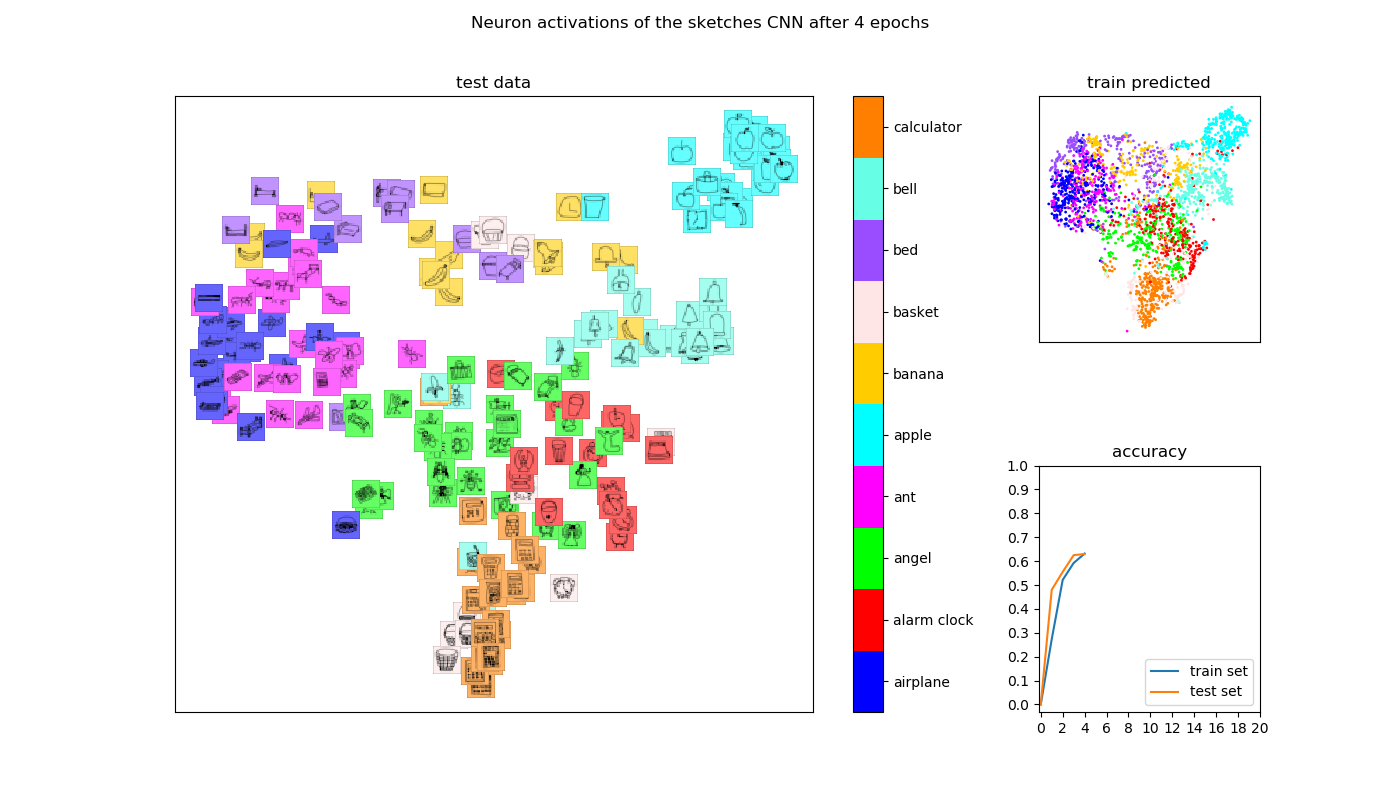 Neuron activations of the sketches CNN after 4 epochs
test data
calculator
bell
bed
basket
banana
apple
ant
angel
alarm clock
airplane
train predicted
accuracy
1.0
0.9
0.8
0.7
0.6
0.5
0.4
0.3
0.2
0.1
0.0
train set
test set
0 2 4 6 8 10 12 14 16 18 20